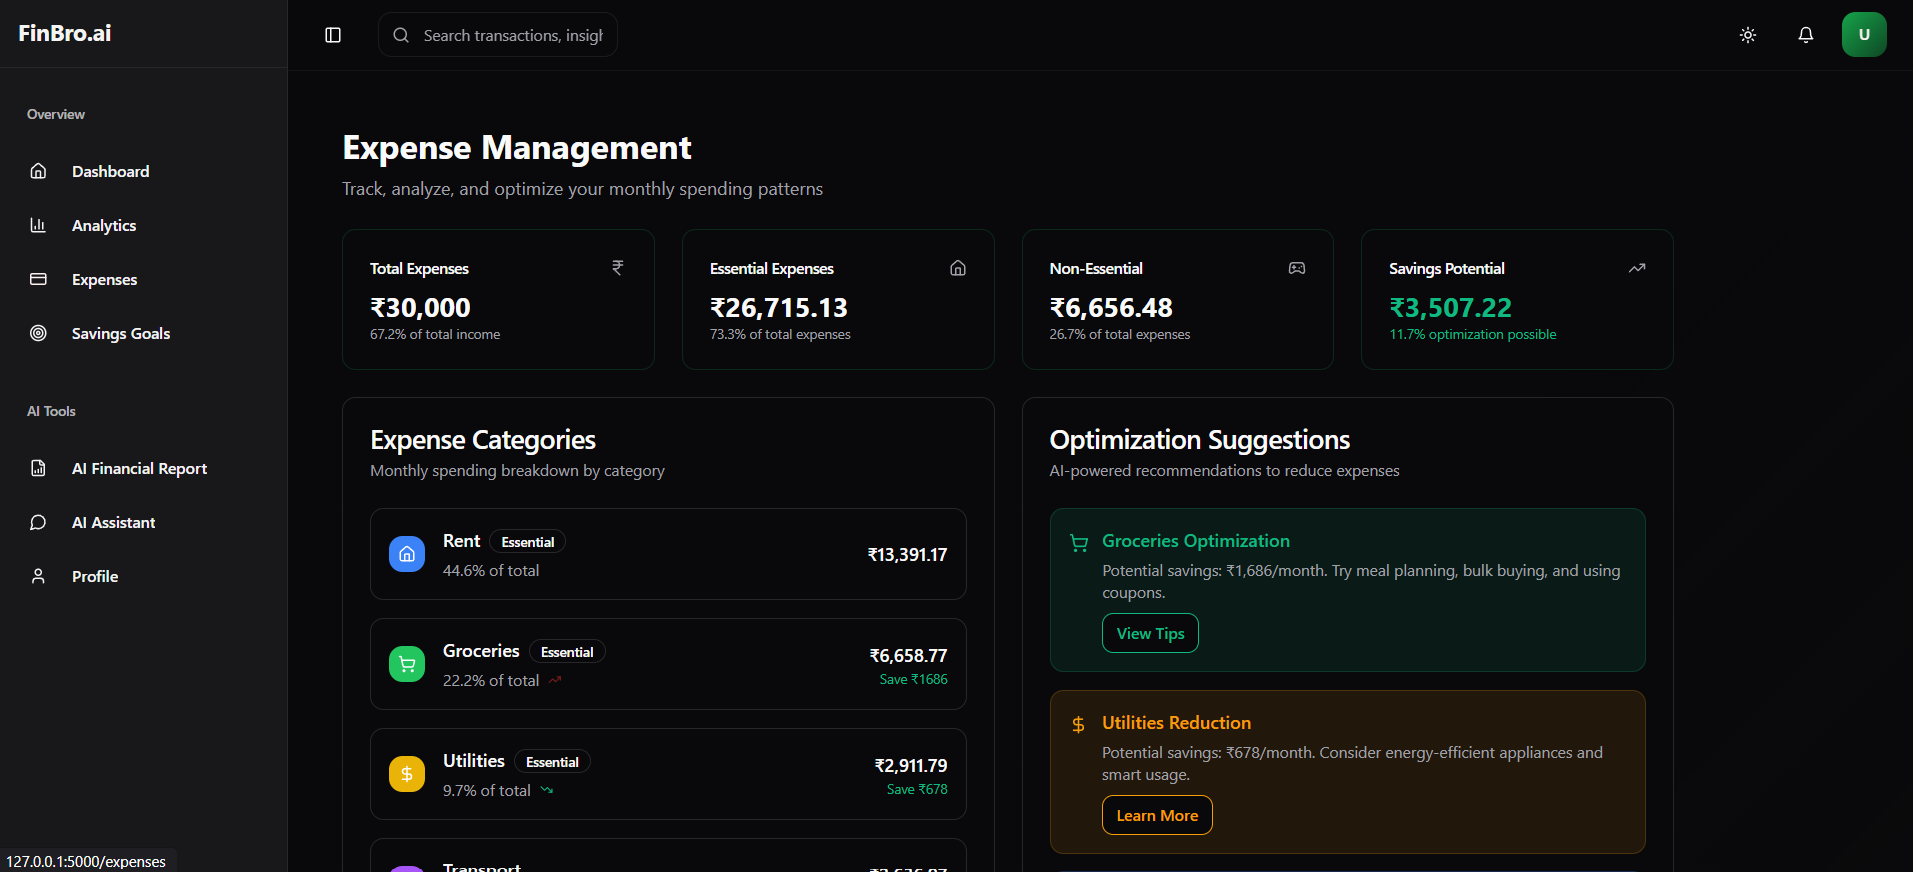 FinBro.ai
Search transactions, insigh
U
Overview
Dashboard
Analytics
Expenses
Savings Goals
AI Tools
AI Financial Report
AI Assistant
Profile
Expense Management
Track, analyze, and optimize your monthly spending patterns
Total Expenses
₹30,000
67.2% of total income
Essential Expenses
₹26,715.13
73.3% of total expenses
Non-Essential
₹6,656.48
26.7% of total expenses
Savings Potential
₹3,507.22
11.7% optimization possible
Expense Categories
Monthly spending breakdown by category
Rent Essential
44.6% of total
₹13,391.17
Groceries Essential
22.2% of total
₹6,658.77
Save ₹1686
Utilities Essential
9.7% of total
₹2,911.79
Save ₹678
Transport
Optimization Suggestions
AI-powered recommendations to reduce expenses
Groceries Optimization
Potential savings: ₹1,686/month. Try meal planning, bulk buying, and using
coupons.
View Tips
Utilities Reduction
Potential savings: ₹678/month. Consider energy-efficient appliances and
smart usage.
Learn More
127.0.0.1:5000/expenses